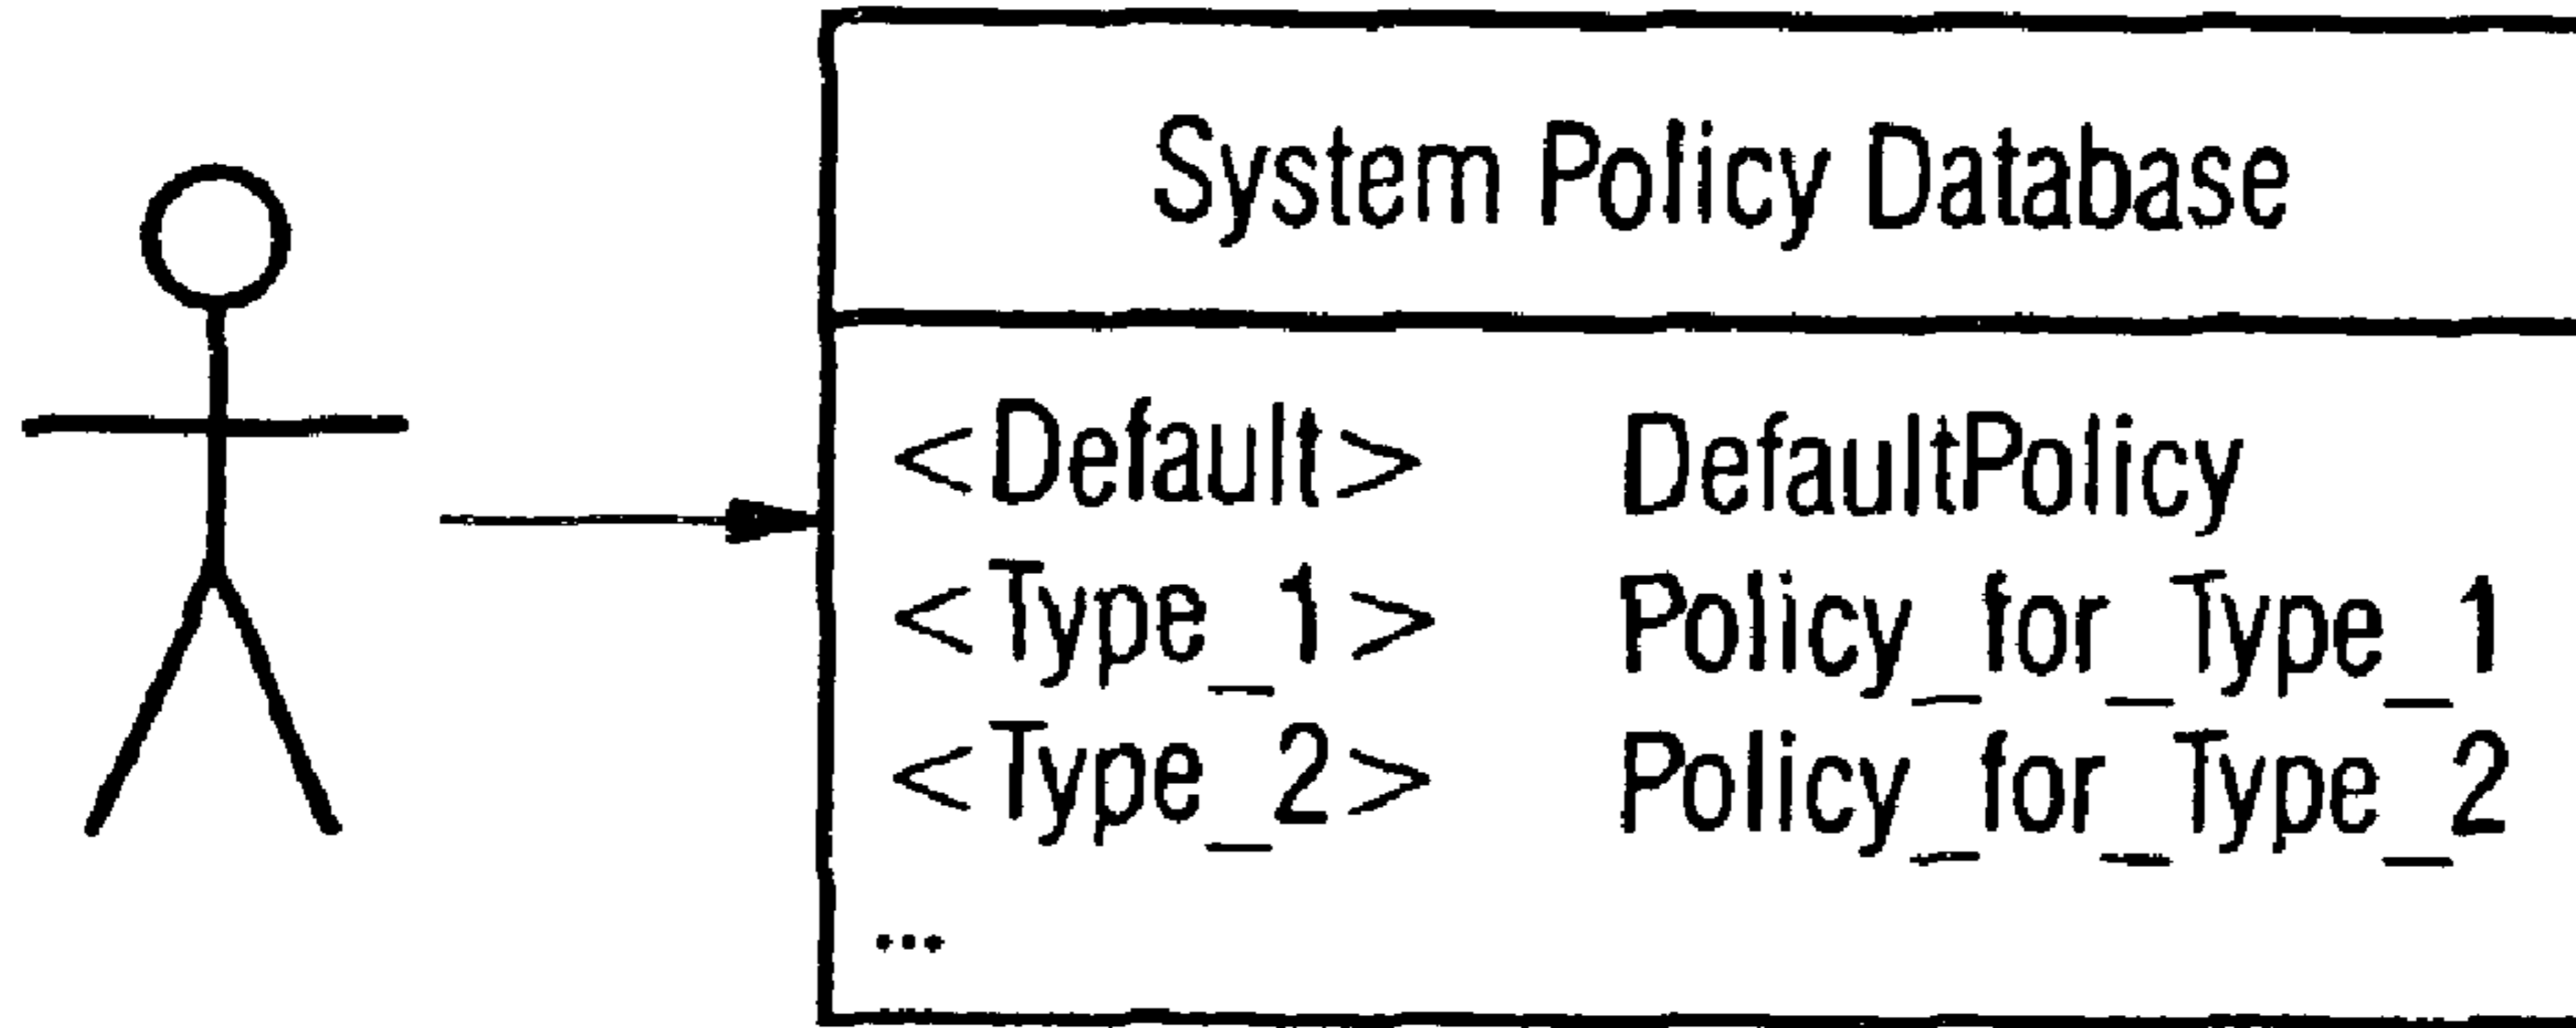 System Policy Database
<Default> DefaultPolicy
<Type_1> Policy_for_Type_1
<Type_2> Policy_for_Type_2
...